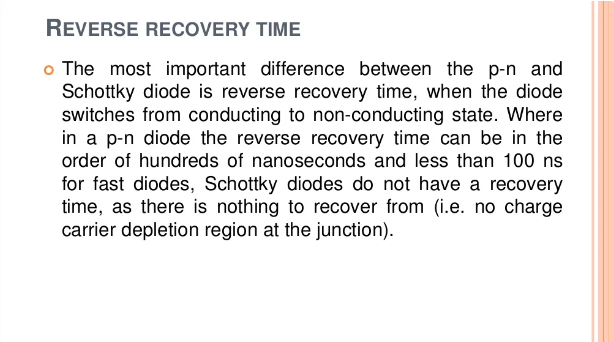 REVERSE RECOVERY TIME
The most important difference between the p-n and
Schottky diode is reverse recovery time, when the diode
switches from conducting to non-conducting state. Where
in a p-n diode the reverse recovery time can be in the
order of hundreds of nanoseconds and less than 100 ns
for fast diodes, Schottky diodes do not have a recovery
time, as there is nothing to recover from (i.e. no charge
carrier depletion region at the junction).